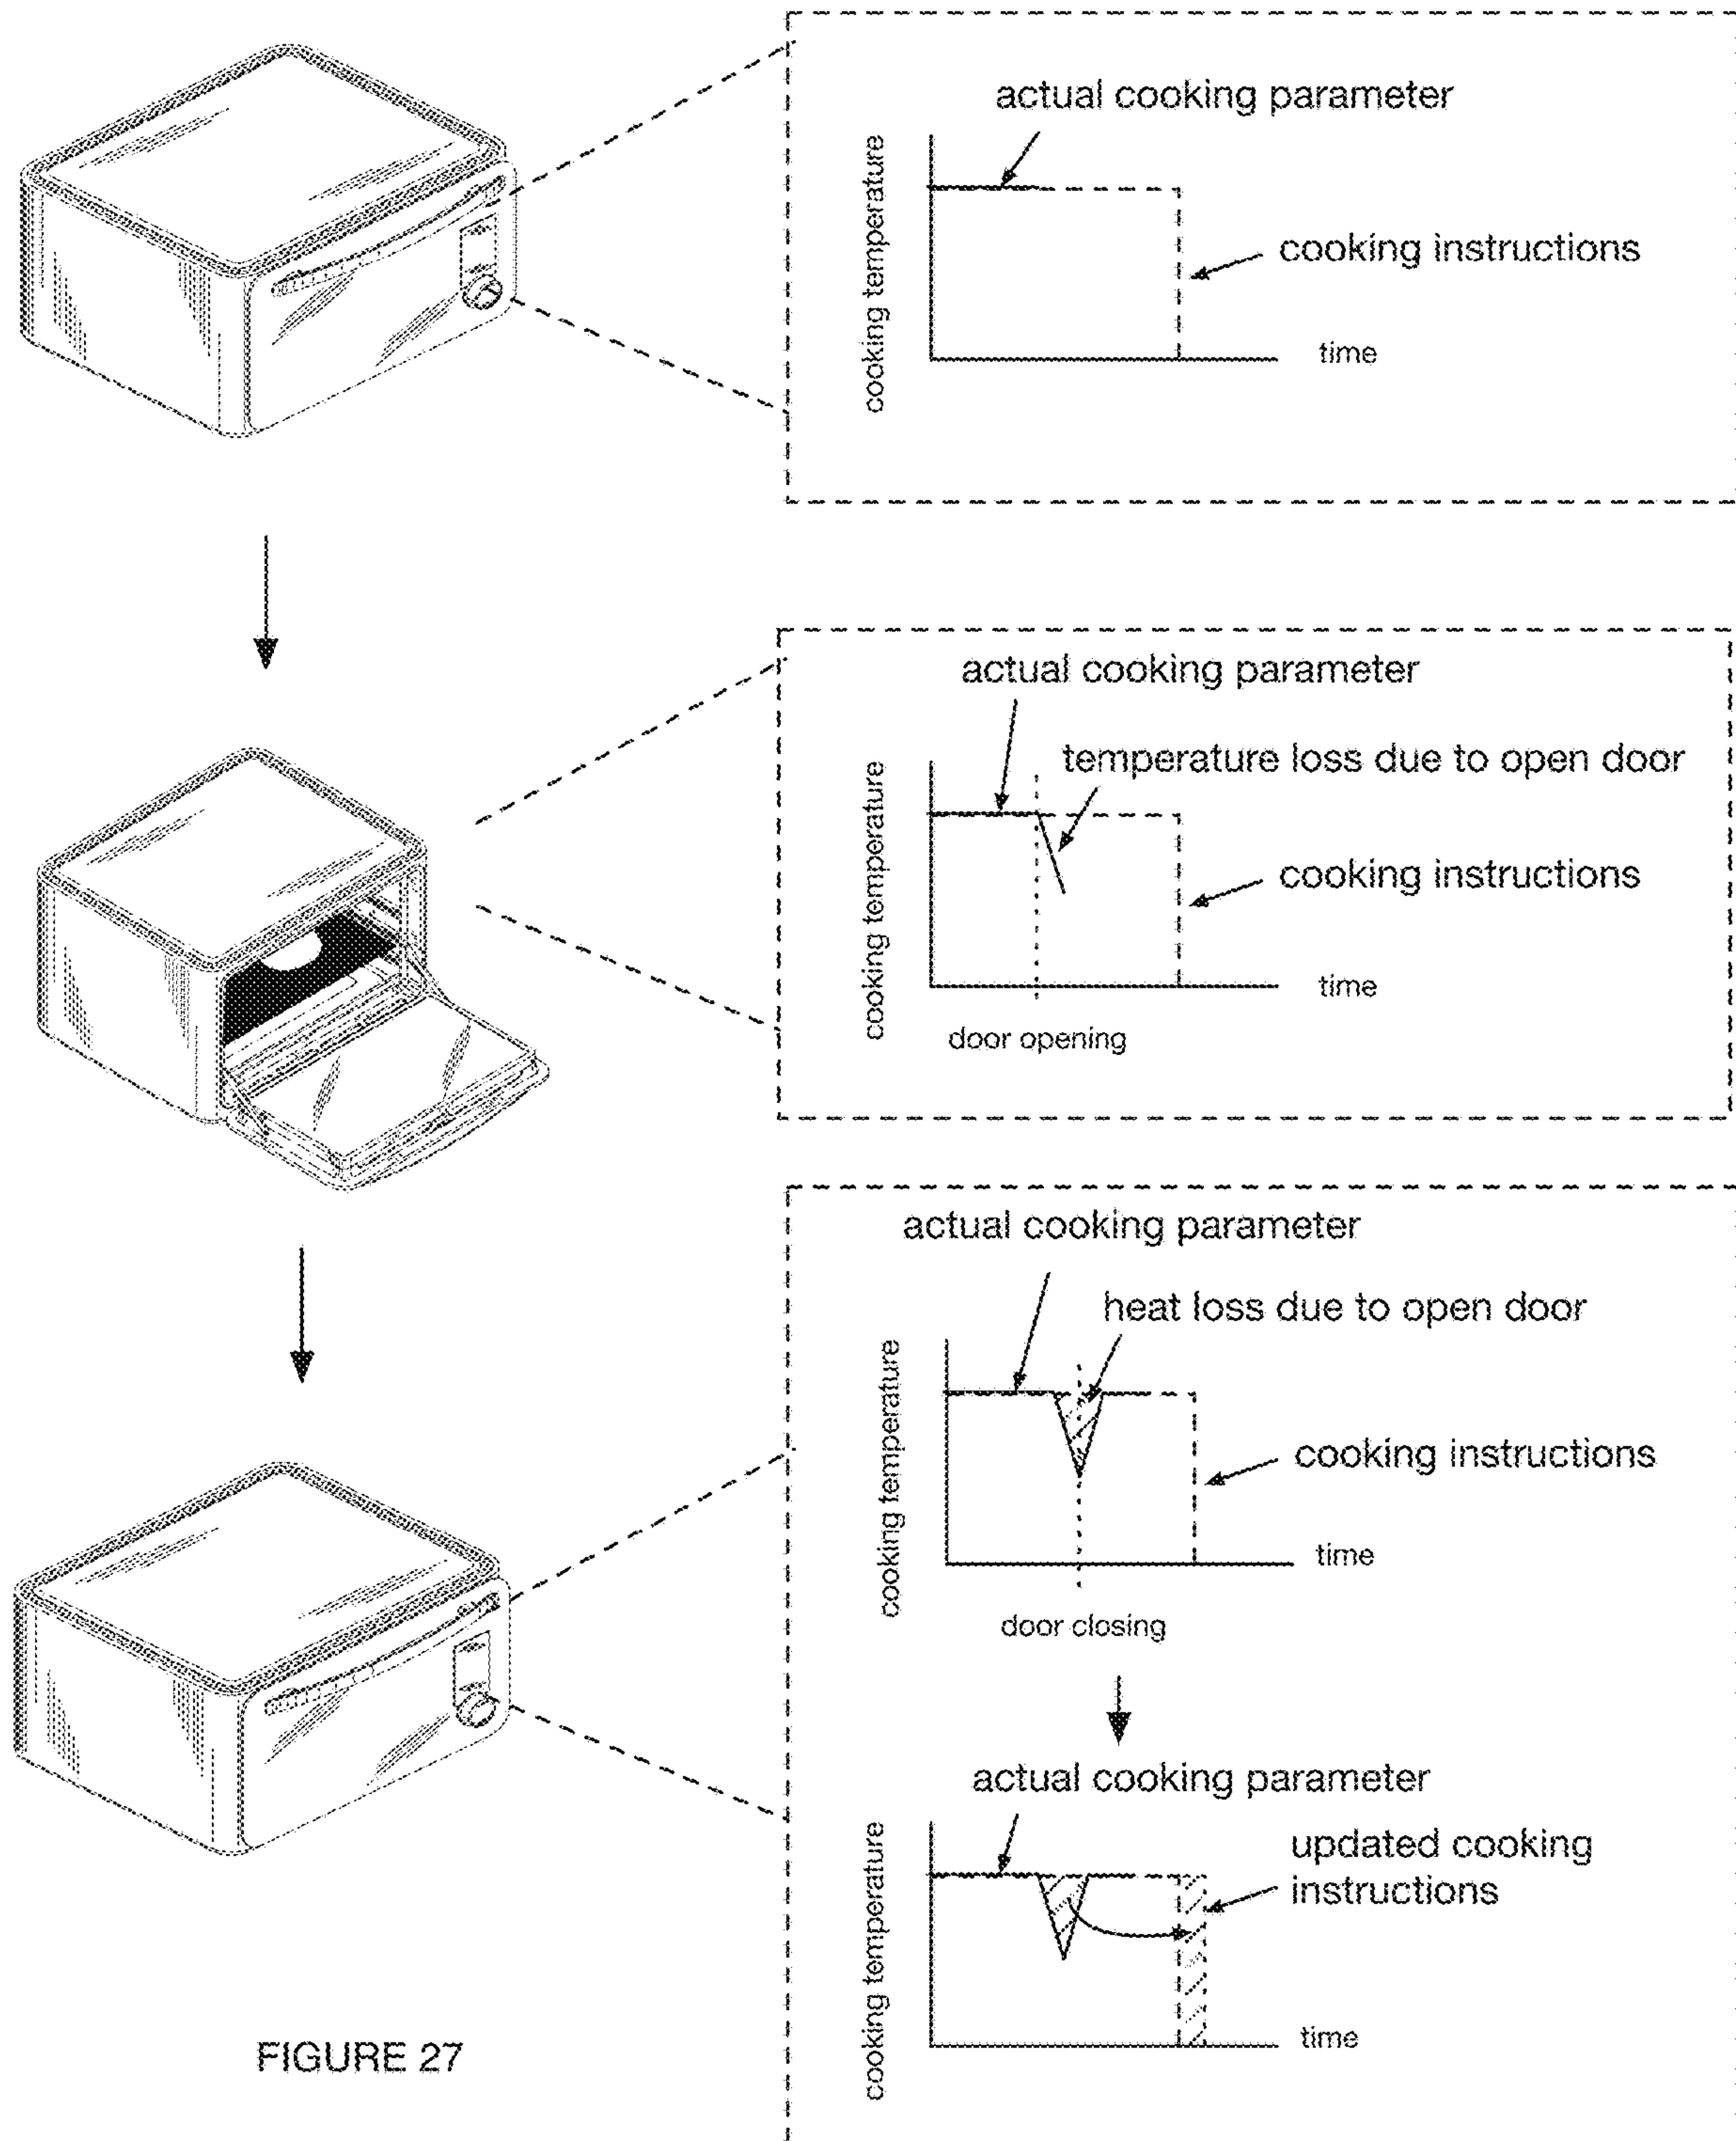 actual cooking parameter
cooking temperature
cooking instructions
time
actual cooking parameter
temperature loss due to open door
cooking temperature
cooking instructions
time
door opening
actual cooking parameter
heat loss due to open door
cooking temperature
cooking instructions
time
door closing
actual cooking parameter
updated cooking
instructions
cooking temperature
time
FIGURE 27